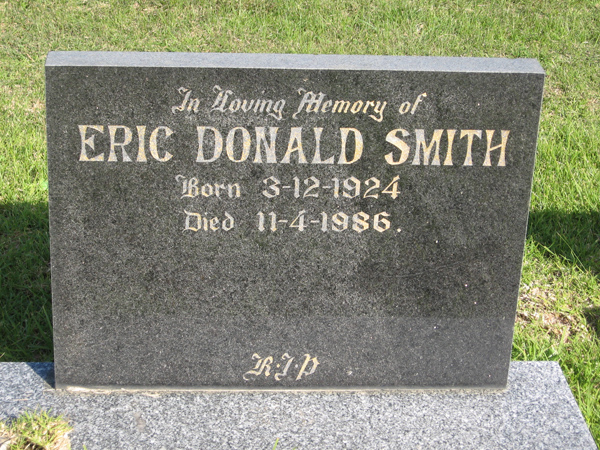 In Loving Memory of
ERIC DONALD SMITH
Born 3-12-1924
Died 11-4-1986.
R.I.P